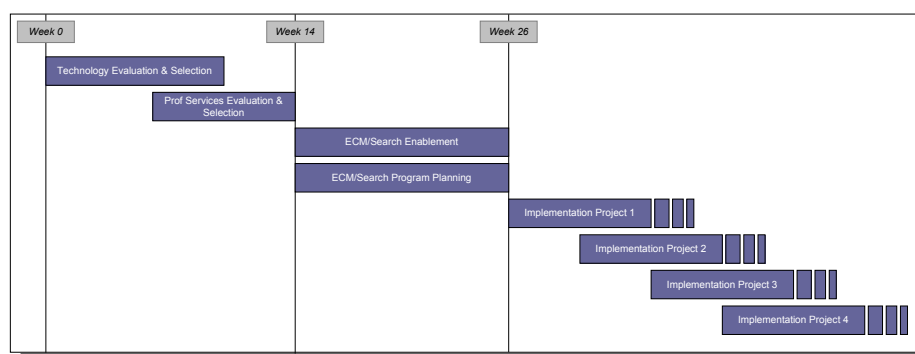 Week 0
Week 14
Week 26
Technology Evaluation & Selection
Prof Services Evaluation &
Selection
ECM/Search Enablement
ECM/Search Program Planning
Implementation Project 1
Implementation Project 2
Implementation Project 3
Implementation Project 4